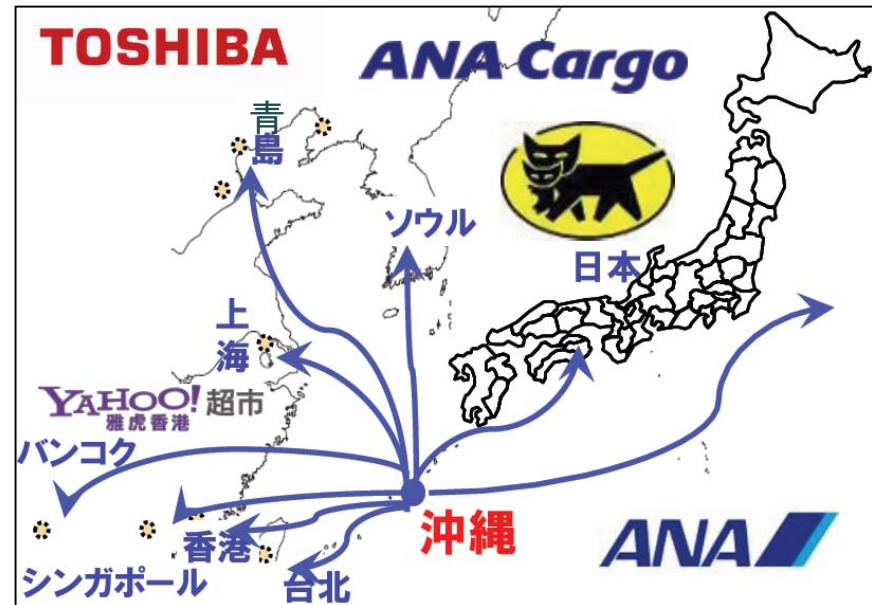 TOSHIBA
ANA Cargo
青
島
ソウル
日本
上
海
YAHOO! 超市
雅虎香港
バンコク
香港
沖縄
シンガポール
台北
ANA